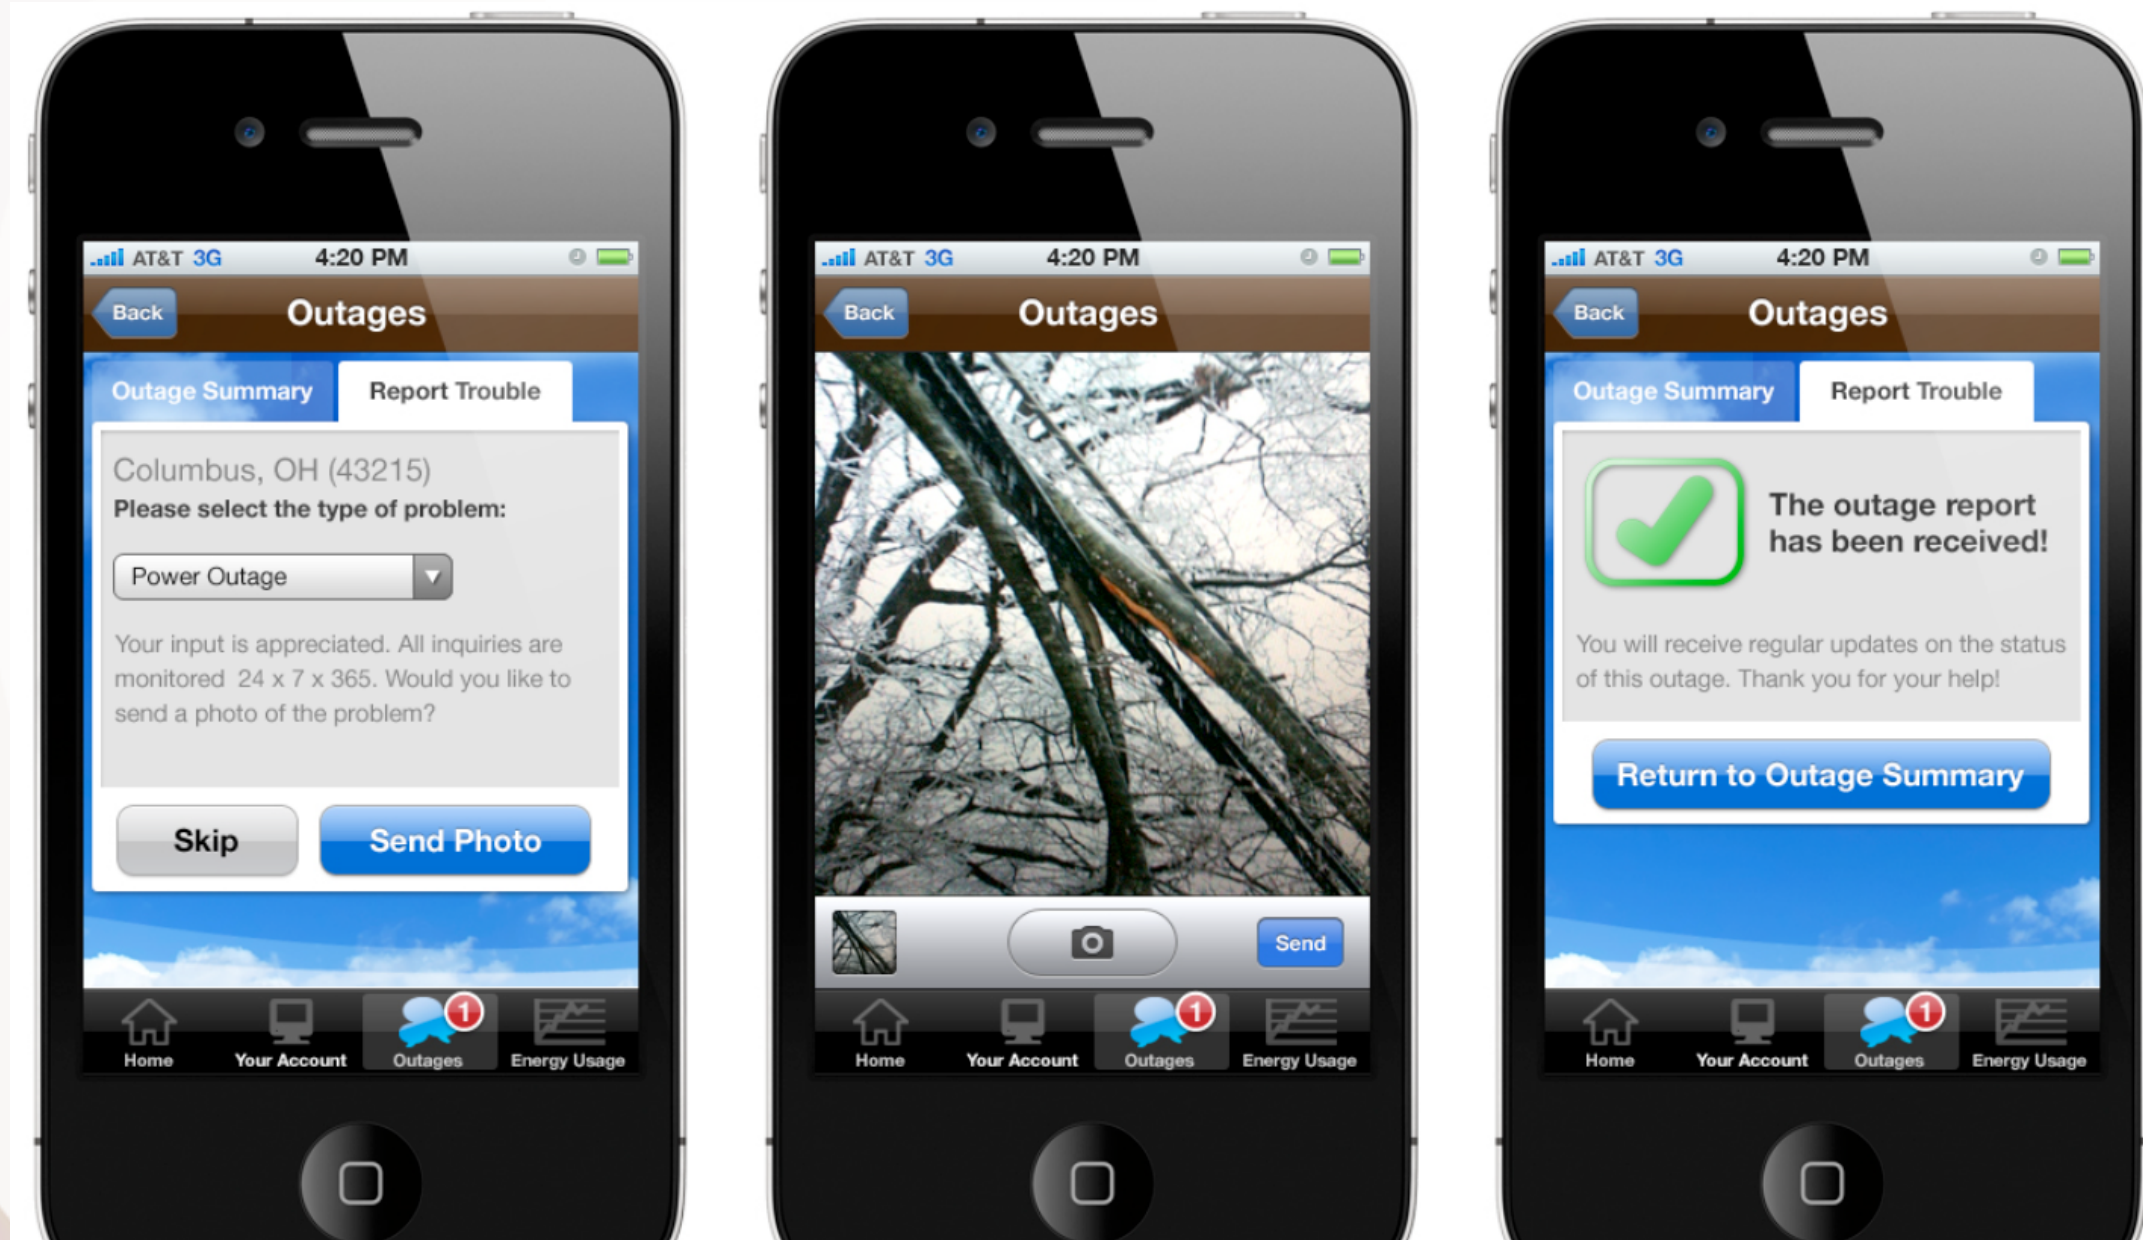 AT&T 3G 4:20 PM
Back Outages
Outage Summary Report Trouble
Columbus, OH (43215)
Please select the type of problem:
Power Outage
Your input is appreciated. All inquiries are
monitored 24 x 7 x 365. Would you like to
send a photo of the problem?
Skip Send Photo
1
Home Your Account Outages Energy Usage
AT&T 3G 4:20 PM
Back Outages
Send
1
Home Your Account Outages Energy Usage
AT&T 3G 4:20 PM
Back Outages
Outage Summary Report Trouble
The outage report
has been received!
You will receive regular updates on the status
of this outage. Thank you for your help!
Return to Outage Summary
1
Home Your Account Outages Energy Usage